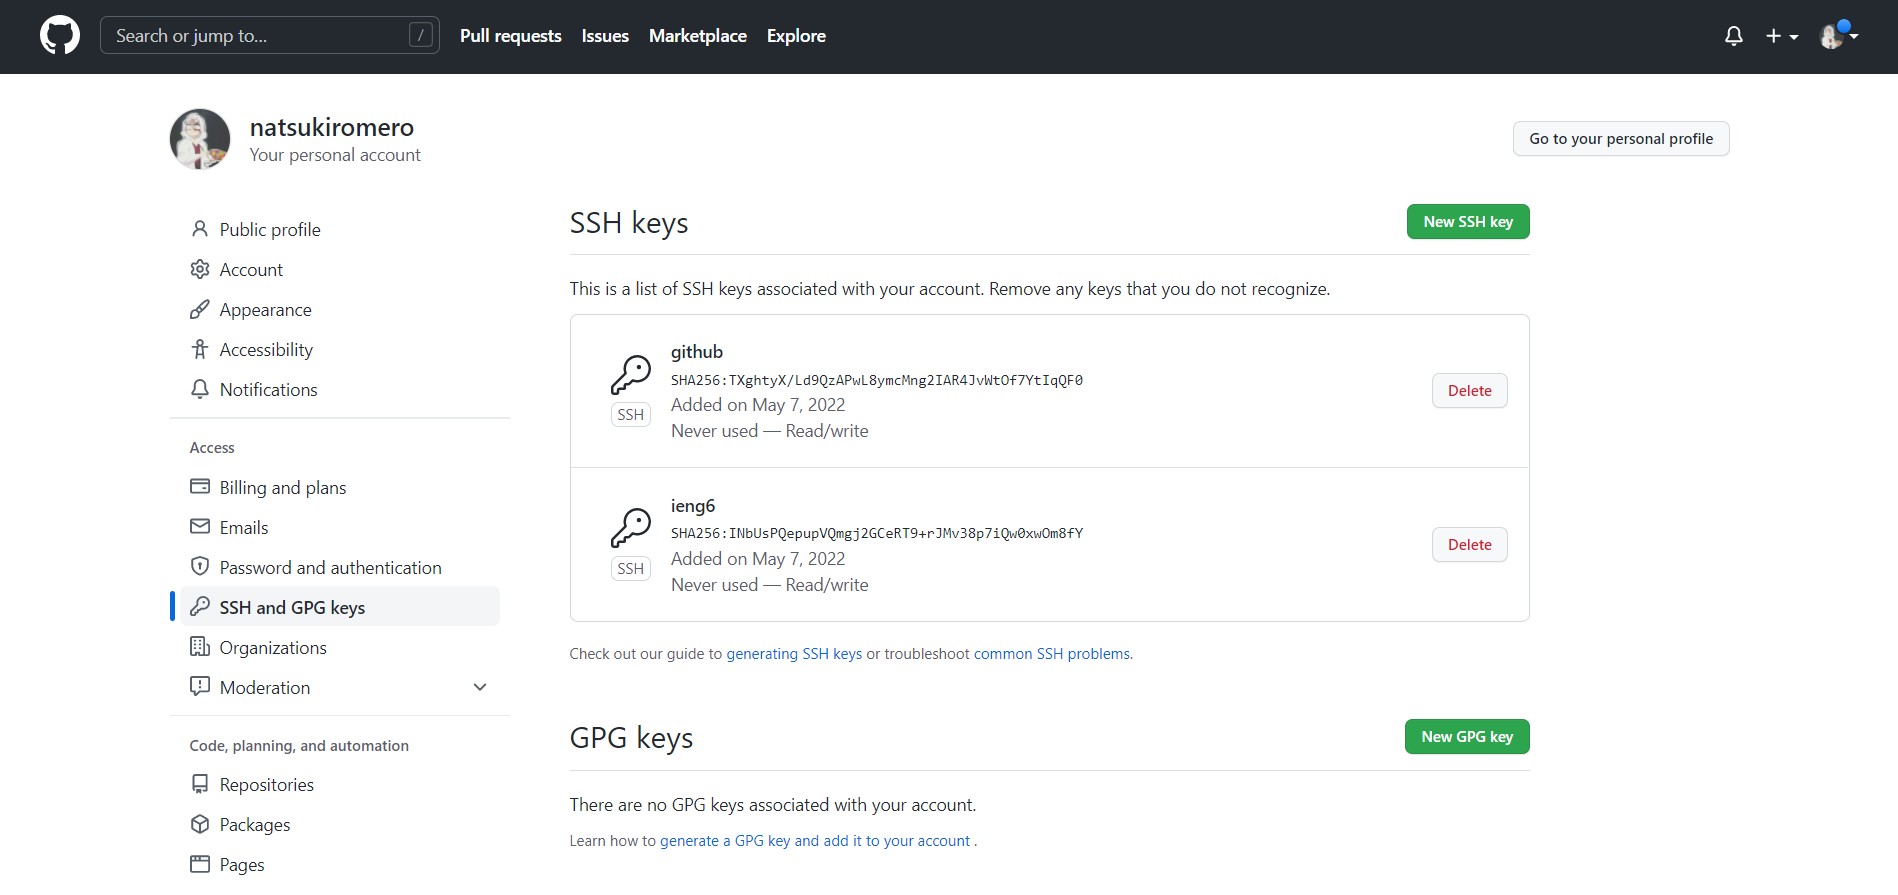 Search or jump to...
/
Pull requests
Issues
Marketplace
Explore
natsukiromero
Your personal account
Go to your personal profile
Public profile
Account
Appearance
Accessibility
Notifications
Access
Billing and plans
Emails
Password and authentication
SSH and GPG keys
Organizations
Moderation
Code, planning, and automation
Repositories
Packages
Pages
SSH keys
New SSH key
This is a list of SSH keys associated with your account. Remove any keys that you do not recognize.
SSH
github
SHA256:TXghtyX/Ld9QzAPwL8ymcMng2IAR4JvWtOf7YtIqQF0
Added on May 7, 2022
Never used — Read/write
Delete
SSH
ieng6
SHA256:INbUsPQepupVQmgj2GCeRT9+rJMv38p7iQw0xwOm8fY
Added on May 7, 2022
Never used — Read/write
Delete
Check out our guide to generating SSH keys or troubleshoot common SSH problems.
GPG keys
New GPG key
There are no GPG keys associated with your account.
Learn how to generate a GPG key and add it to your account .